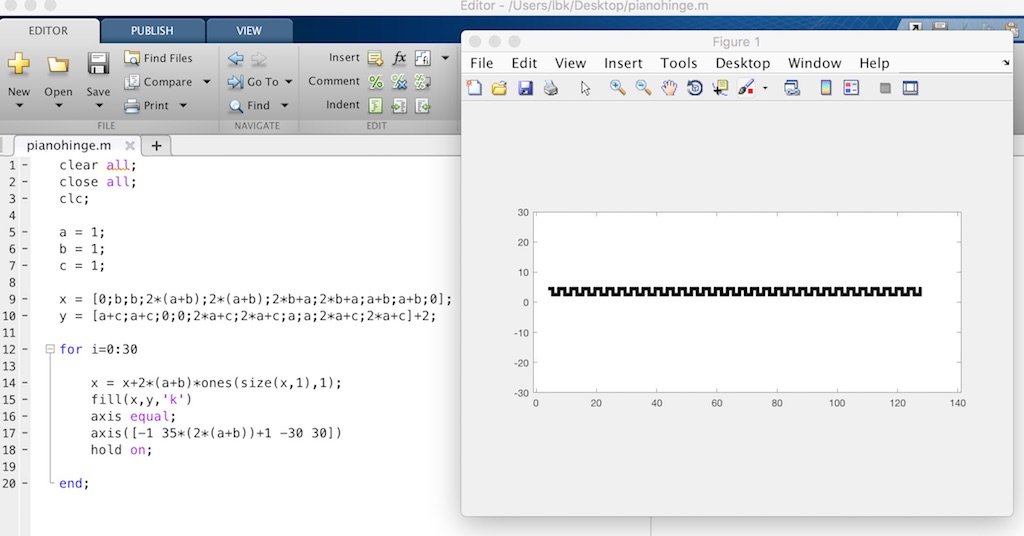 Editor - /Users/lbk/Desktop/pianohinge.m
EDITOR PUBLISH VIEW
New Open Save
Find Files
Compare
Print
FILE
Go To
Find
NAVIGATE
Insert fx
Comment
Indent
EDIT
pianohinge.m
1 clear all;
2 close all;
3 clc;
4
5 a = 1;
6 b = 1;
7 c = 1;
8
9 x = [0;b;b;2*(a+b);2*(a+b);2*b+a;2*b+a;a+b;a+b;0];
10 y = [a+c;a+c;0;0;2*a+c;2*a+c;a;a;2*a+c;2*a+c]+2;
11
12 for i=0:30
13
14 x = x+2*(a+b)*ones(size(x,1),1);
15 fill(x,y,'k')
16 axis equal;
17 axis([-1 35*(2*(a+b))+1 -30 30])
18 hold on;
19
20 end;
Figure 1
File Edit View Insert Tools Desktop Window Help
30
20
10
0
-10
-20
-30
0 20 40 60 80 100 120 140